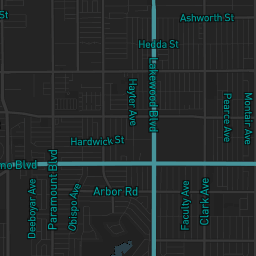 Ashworth St
St
Hedda St
Lakewood Blvd
Hayter Ave
Pearce Ave
Montair Ave
Hardwick St
mo Blvd
Paramount Blvd
Deeboyar Ave
Obispo Ave
Arbor Rd
Faculty Ave
Clark Ave